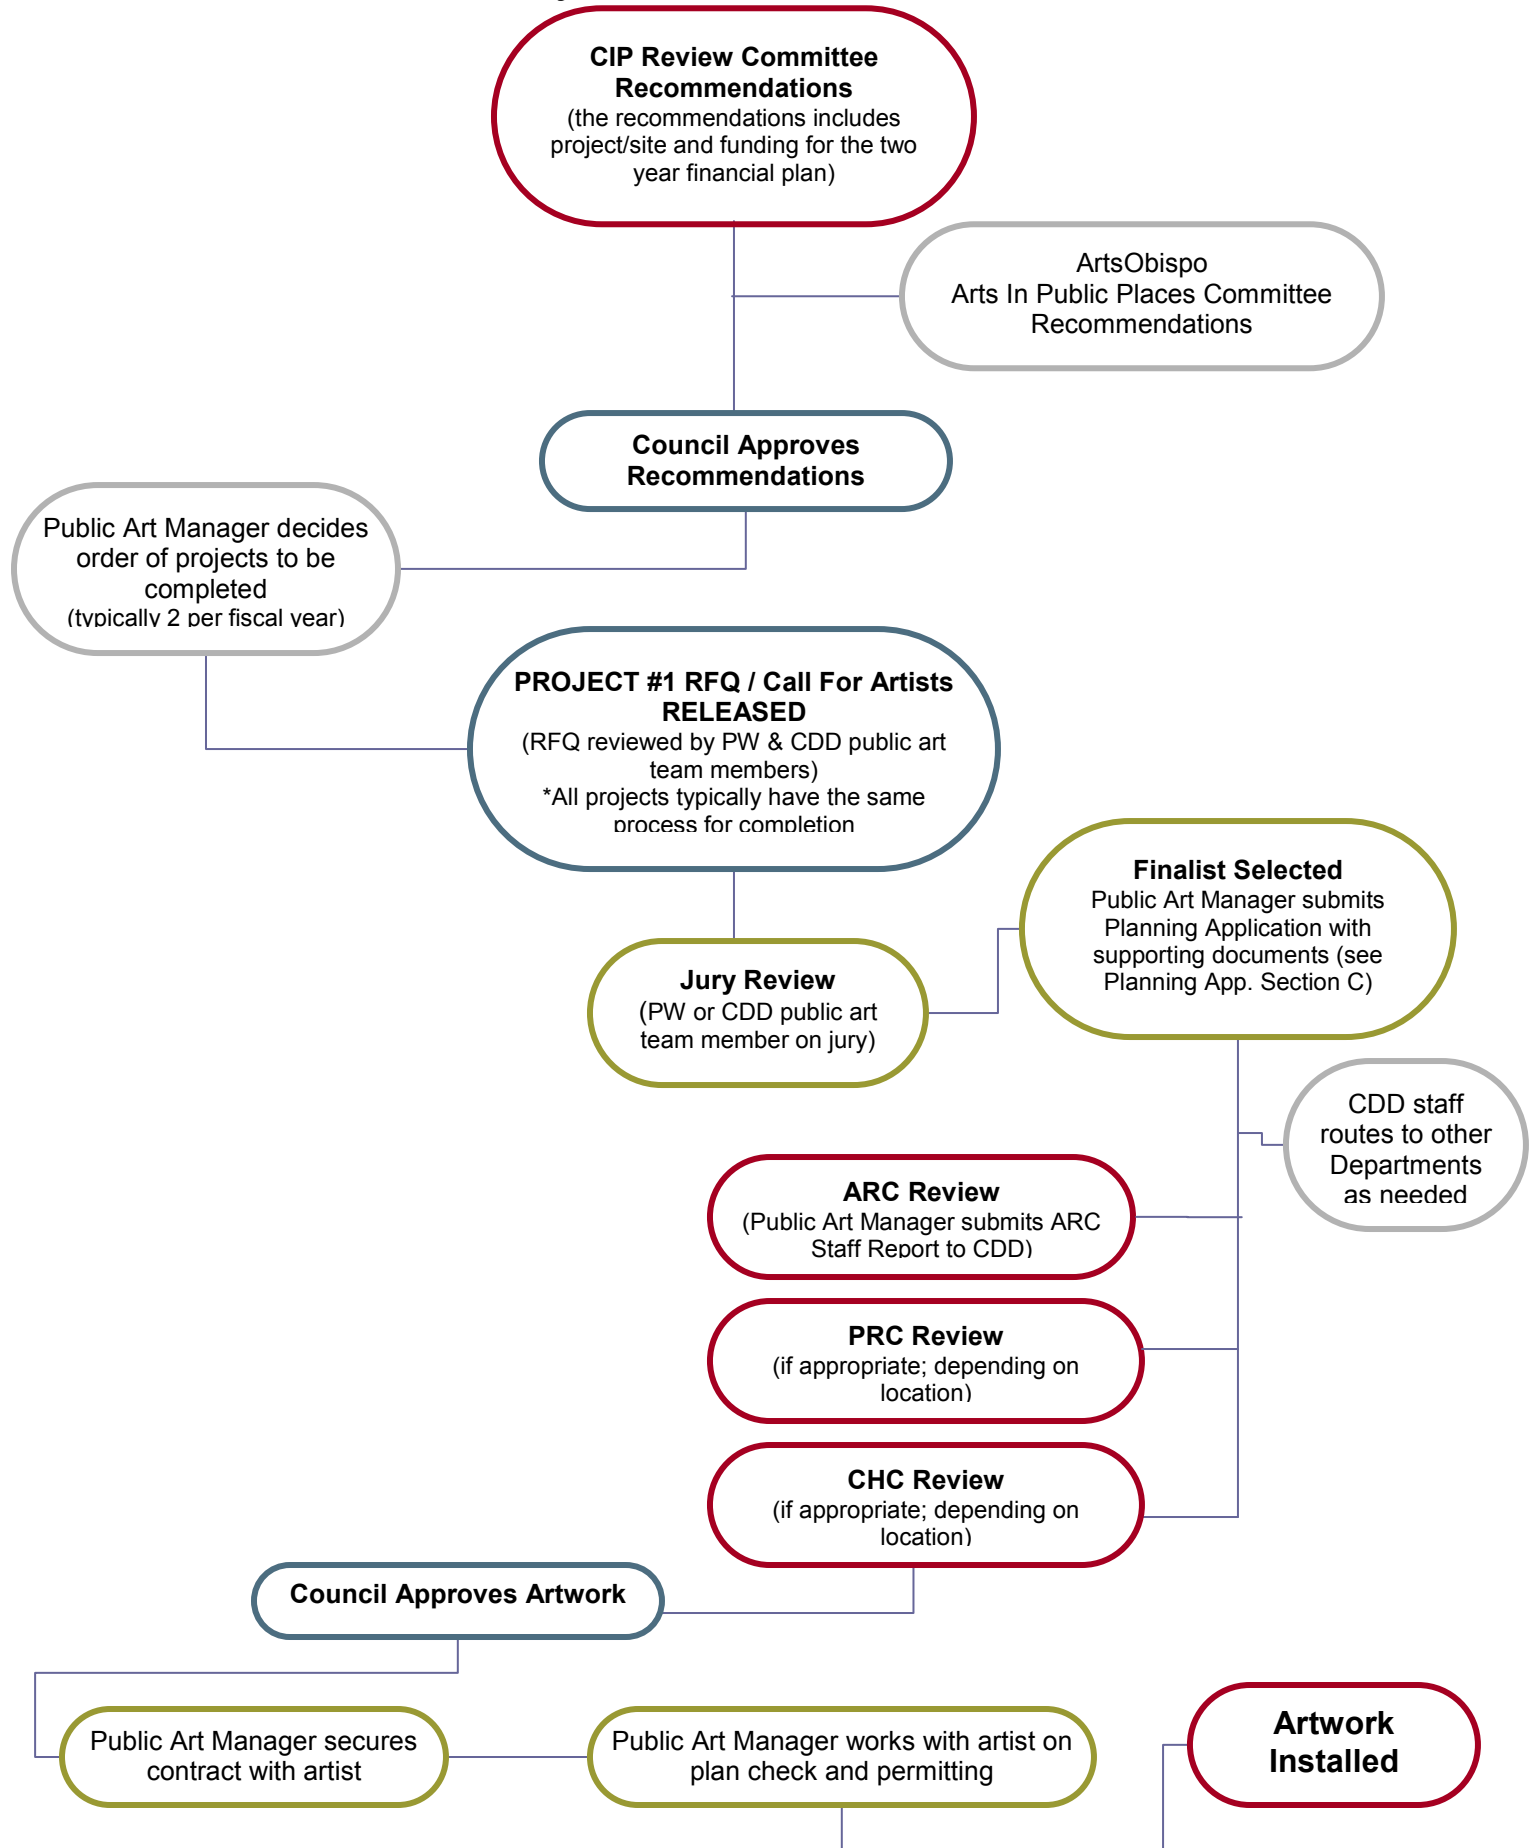 CIP Review Committee
Recommendations
(the recommendations includes
project/site and funding for the two
year financial plan)
ArtsObispo
Arts In Public Places Committee
Recommendations
Council Approves
Recommendations
Public Art Manager decides
order of projects to be
completed
(typically 2 per fiscal year)
PROJECT #1 RFQ / Call For Artists
RELEASED
(RFQ reviewed by PW & CDD public art
team members)
*All projects typically have the same
process for completion
Finalist Selected
Public Art Manager submits
Planning Application with
supporting documents (see
Planning App. Section C)
Jury Review
(PW or CDD public art
team member on jury)
CDD staff
routes to other
Departments
as needed
ARC Review
(Public Art Manager submits ARC
Staff Report to CDD)
PRC Review
(if appropriate; depending on
location)
CHC Review
(if appropriate; depending on
location)
Council Approves Artwork
Public Art Manager secures
contract with artist
Public Art Manager works with artist on
plan check and permitting
Artwork
Installed